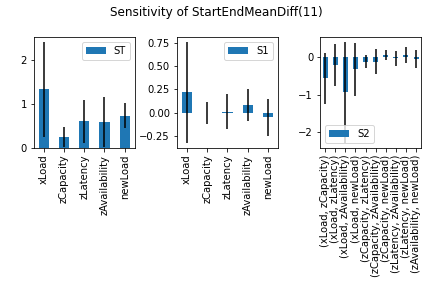 Sensitivity of StartEndMeanDiff(11)
ST
2
1
0
xLoad
zCapacity
zLatency
zAvailability
newLoad
S1
0.75
0.50
0.25
0.00
−0.25
xLoad
zCapacity
zLatency
zAvailability
newLoad
0
−1
−2
S2
(xLoad, zCapacity)
(xLoad, zLatency)
(xLoad, zAvailability)
(xLoad, newLoad)
(zCapacity, zLatency)
(zCapacity, zAvailability)
(zCapacity, newLoad)
(zLatency, zAvailability)
(zLatency, newLoad)
(zAvailability, newLoad)